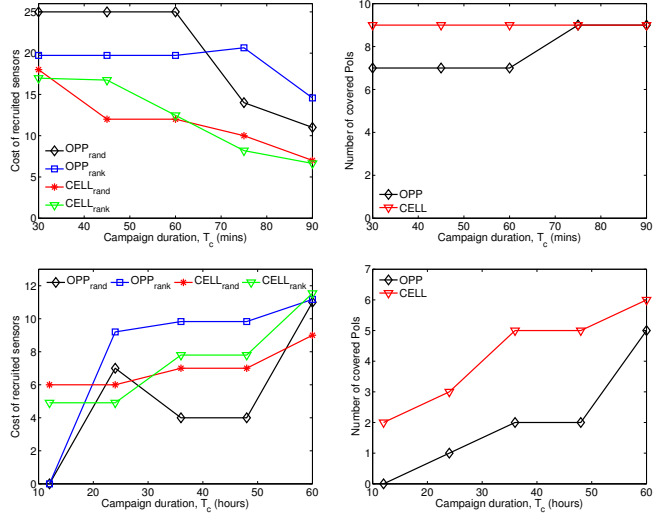 25
20
15
10
5
0
30 40 50 60 70 80 90
Cost of recruited sensors
Campaign duration, T_c (mins)
OPP_rand
OPP_rank
CELL_rand
CELL_rank
10
8
6
4
2
0
30 40 50 60 70 80 90
Number of covered PoIs
Campaign duration, T_c (mins)
OPP
CELL
12
10
8
6
4
2
0
10 20 30 40 50 60
Cost of recruited sensors
Campaign duration, T_c (hours)
OPP_rand OPP_rank CELL_rand CELL_rank
7
6
5
4
3
2
1
0
10 20 30 40 50 60
Number of covered PoIs
Campaign duration, T_c (hours)
OPP
CELL